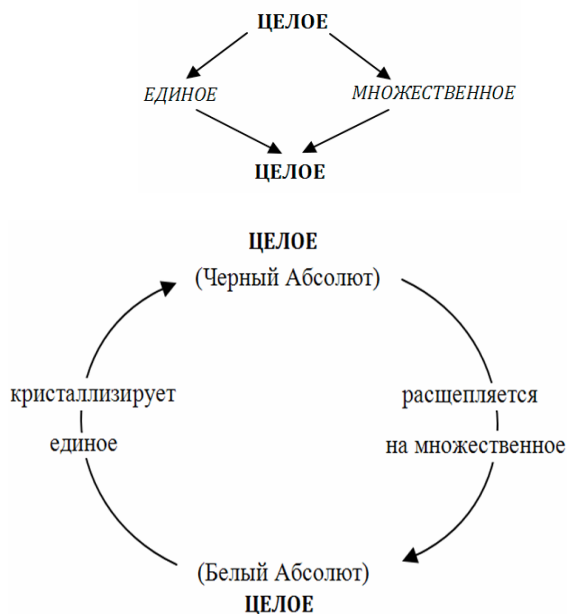 ЦЕЛОЕ
ЕДИНОЕ МНОЖЕСТВЕННОЕ
ЦЕЛОЕ
ЦЕЛОЕ
(Черный Абсолют)
кристаллизирует расщепляется
единое на множественное
(Белый Абсолют)
ЦЕЛОЕ